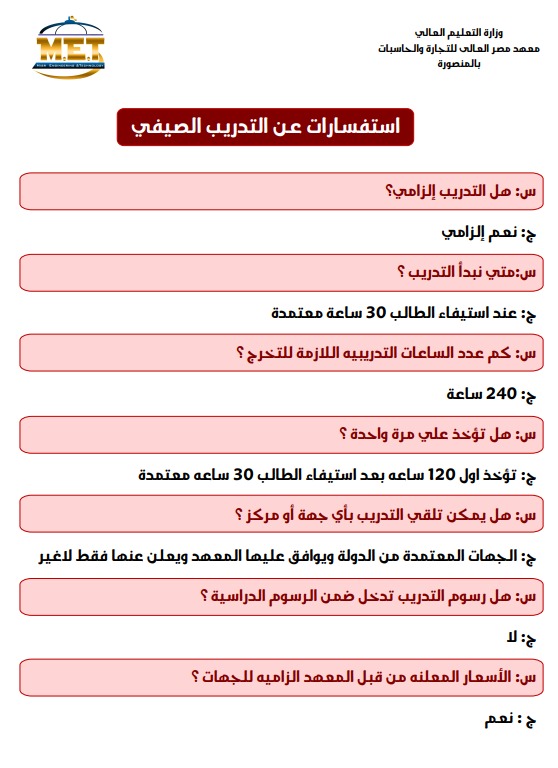 وزارة التعليم العالي
معهد مصر العالى للتجارة والحاسبات
بالمنصورة
M.E.T
استفسارات عن التدريب الصيفي
س: هل التدريب إلزامي؟
ج: نعم إلزامي
س:متي نبدأ التدريب ؟
ج: عند استيفاء الطالب 30 ساعة معتمدة
س: كم عدد الساعات التدريبيه اللازمة للتخرج ؟
ج: 240 ساعة
س: هل تؤخذ علي مرة واحدة ؟
ج: تؤخذ اول 120 ساعه بعد استيفاء الطالب 30 ساعه معتمدة
س: هل يمكن تلقي التدريب بأي جهة أو مركز ؟
ج: الجهات المعتمدة من الدولة ويوافق عليها المعهد ويعلن عنها فقط لاغير
س: هل رسوم التدريب تدخل ضمن الرسوم الدراسية ؟
ج: لا
س: الأسعار المعلنه من قبل المعهد الزاميه للجهات ؟
ج : نعم